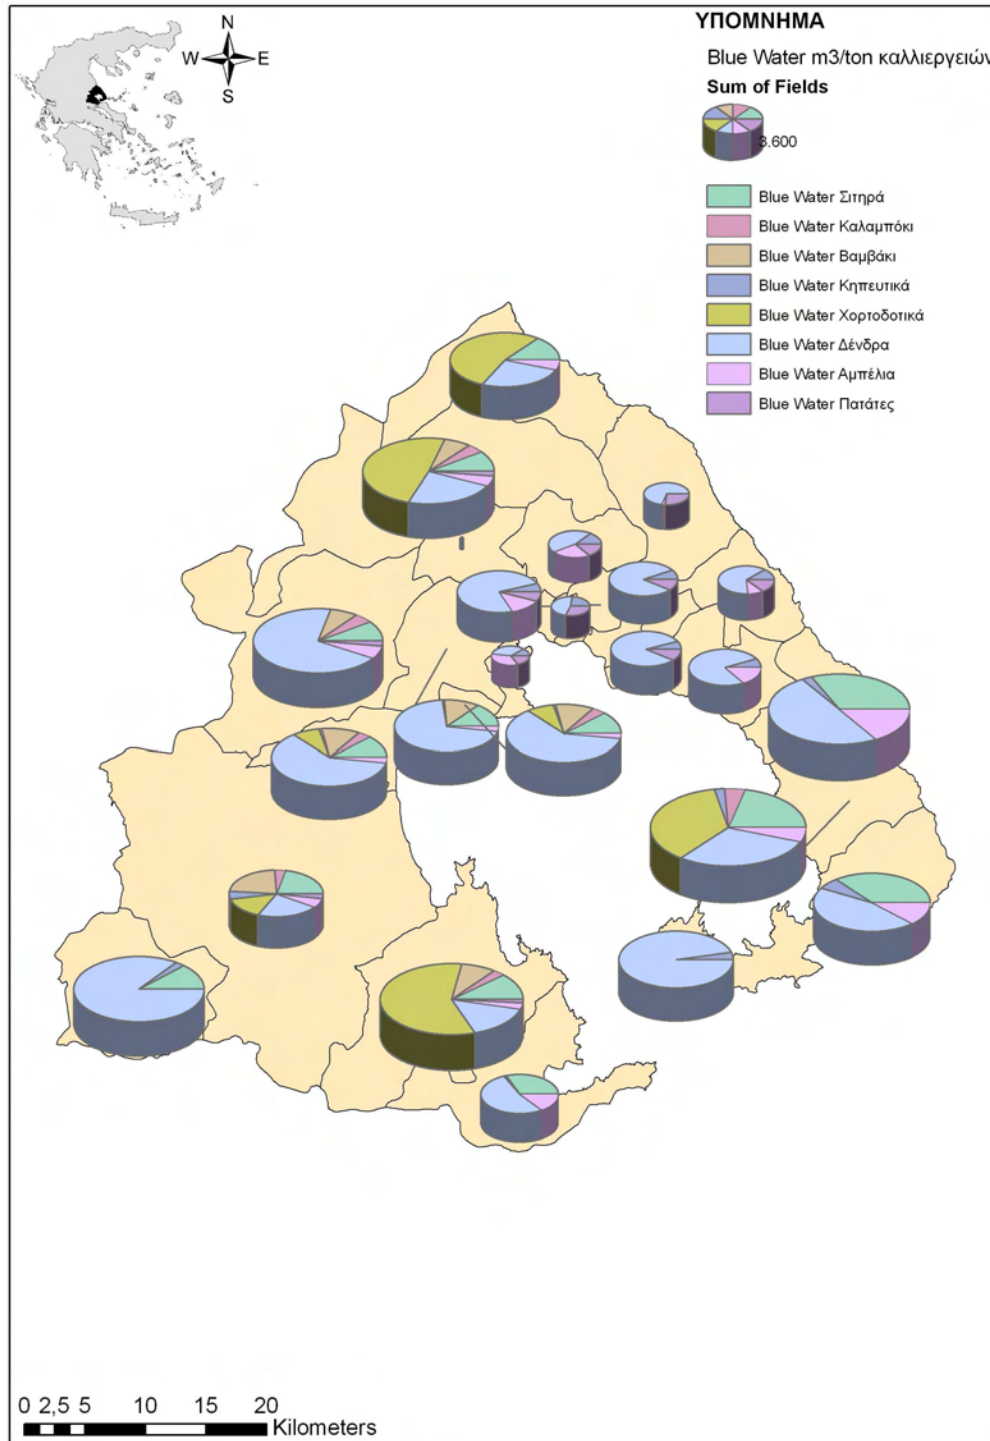 N
W E
S
ΥΠΟΜΝΗΜΑ
Blue Water m3/ton καλλιεργειών
Sum of Fields
3.600
Blue Water Σιτηρά
Blue Water Καλαμπόκι
Blue Water Βαμβάκι
Blue Water Κηπευτικά
Blue Water Χορτοδοτικά
Blue Water Δένδρα
Blue Water Αμπέλια
Blue Water Πατάτες
0 2,5 5 10 15 20
Kilometers